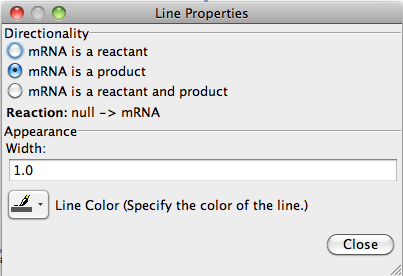 Line Properties
Directionality
mRNA is a reactant
mRNA is a product
mRNA is a reactant and product
Reaction: null -> mRNA
Appearance
Width:
1.0
Line Color (Specify the color of the line.)
Close